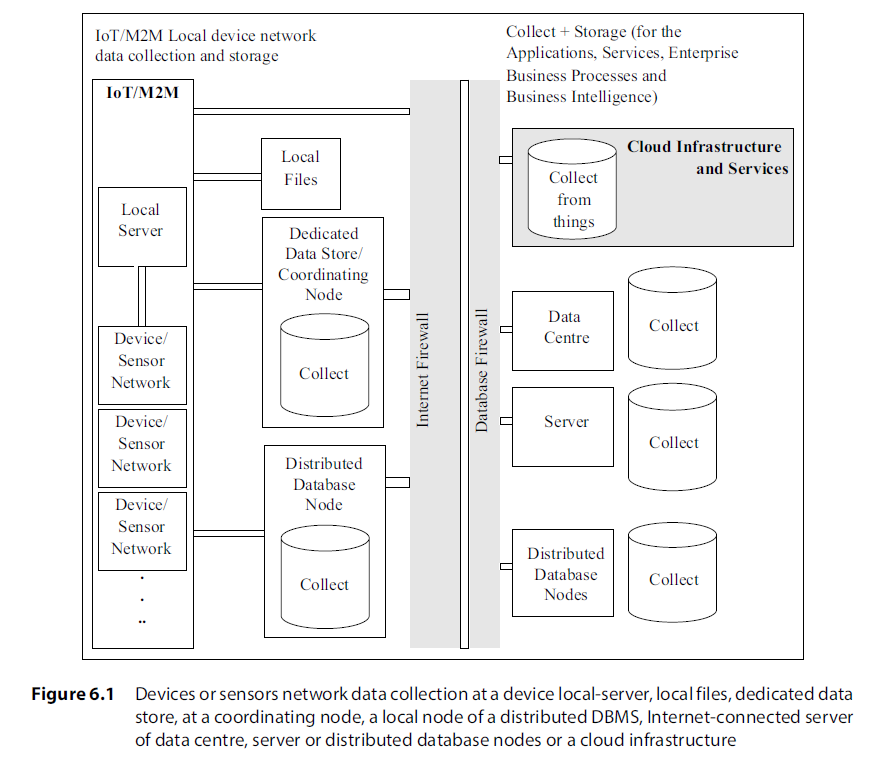 IoT/M2M Local device network
data collection and storage
Collect + Storage (for the
Applications, Services, Enterprise
Business Processes and
Business Intelligence)
IoT/M2M
Local
Server
Device/
Sensor
Network
Device/
Sensor
Network
Device/
Sensor
Network
.
.
..
Local
Files
Dedicated
Data Store/
Coordinating
Node
Collect
Distributed
Database
Node
Collect
Internet Firewall
Database Firewall
Cloud Infrastructure
and Services
Collect
from
things
Data
Centre
Collect
Server
Collect
Distributed
Database
Nodes
Collect
Figure 6.1 Devices or sensors network data collection at a device local-server, local files, dedicated data
store, at a coordinating node, a local node of a distributed DBMS, Internet-connected server
of data centre, server or distributed database nodes or a cloud infrastructure